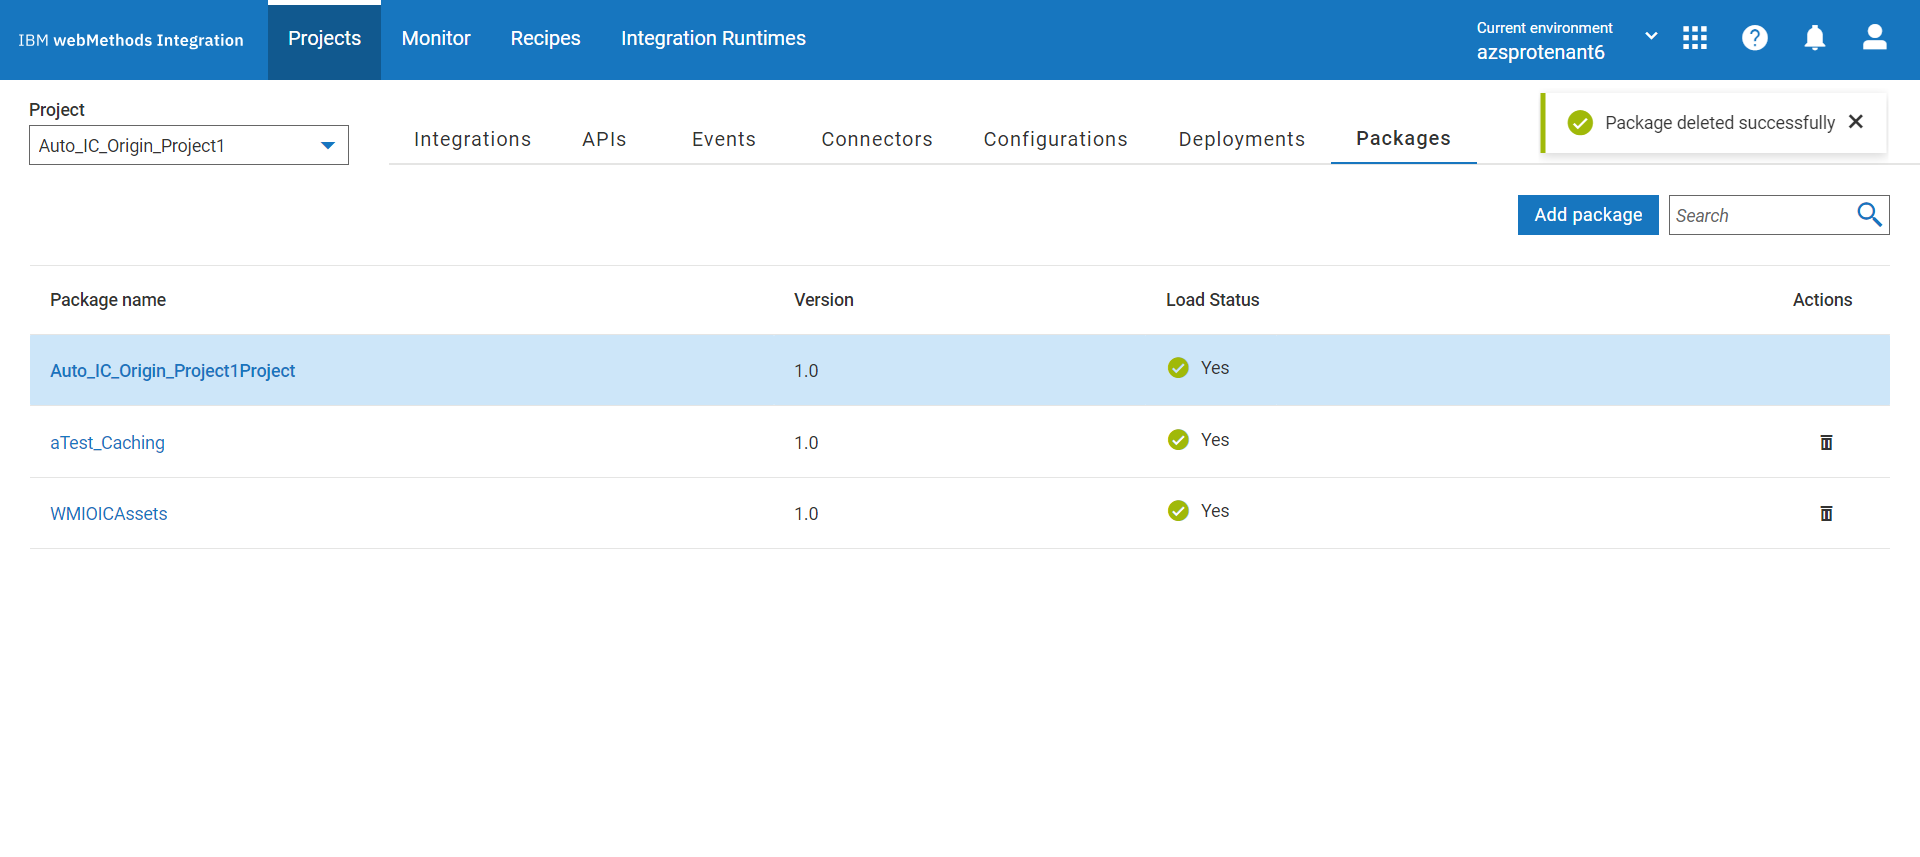 IBM webMethods Integration
Projects
Monitor
Recipes
Integration Runtimes
Current environment
azsprotenant6
Project
Auto_IC_Origin_Project1
Integrations
APIs
Events
Connectors
Configurations
Deployments
Packages
Package deleted successfully
Add package
Search
Package name
Version
Load Status
Actions
Auto_IC_Origin_Project1Project
1.0
Yes
aTest_Caching
1.0
Yes
WMIOICAssets
1.0
Yes